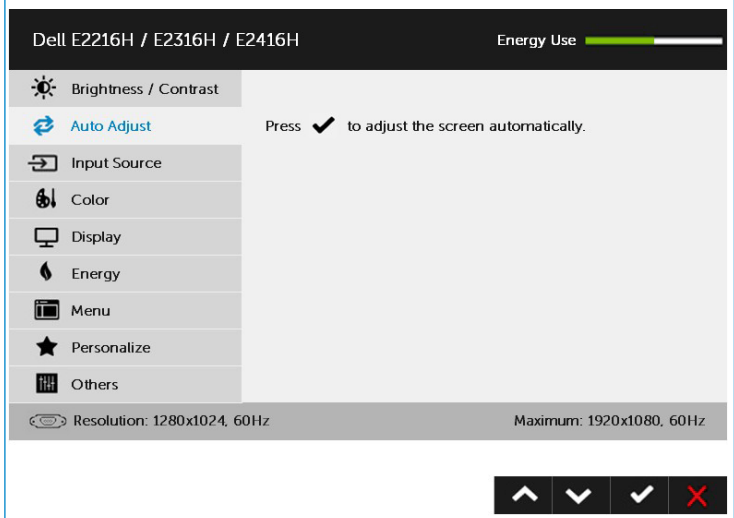 Dell E2216H / E2316H / E2416H
Energy Use
Brightness / Contrast
Auto Adjust
Press to adjust the screen automatically.
Input Source
Color
Display
Energy
Menu
Personalize
Others
Resolution: 1280x1024, 60Hz
Maximum: 1920x1080, 60Hz